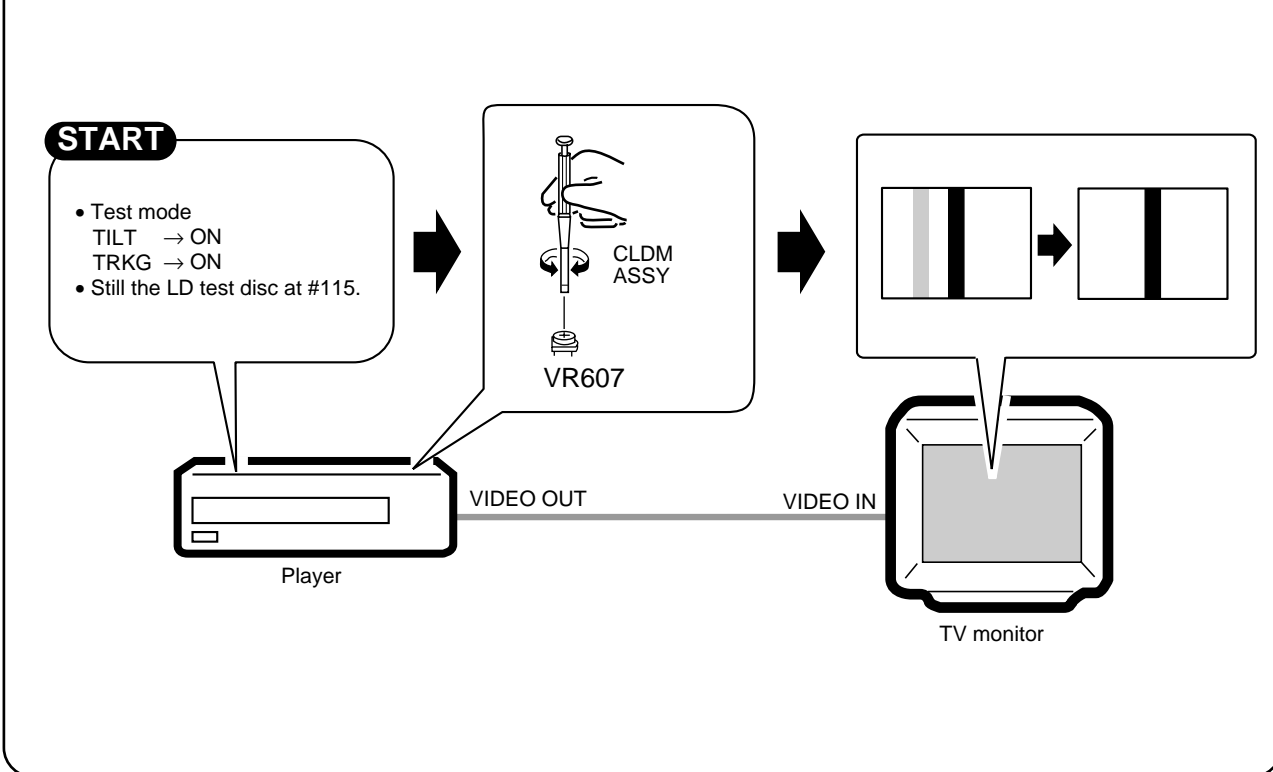 START
• Test mode
TILT → ON
TRKG → ON
• Still the LD test disc at #115.
CLDM
ASSY
VR607
VIDEO OUT
VIDEO IN
Player
TV monitor